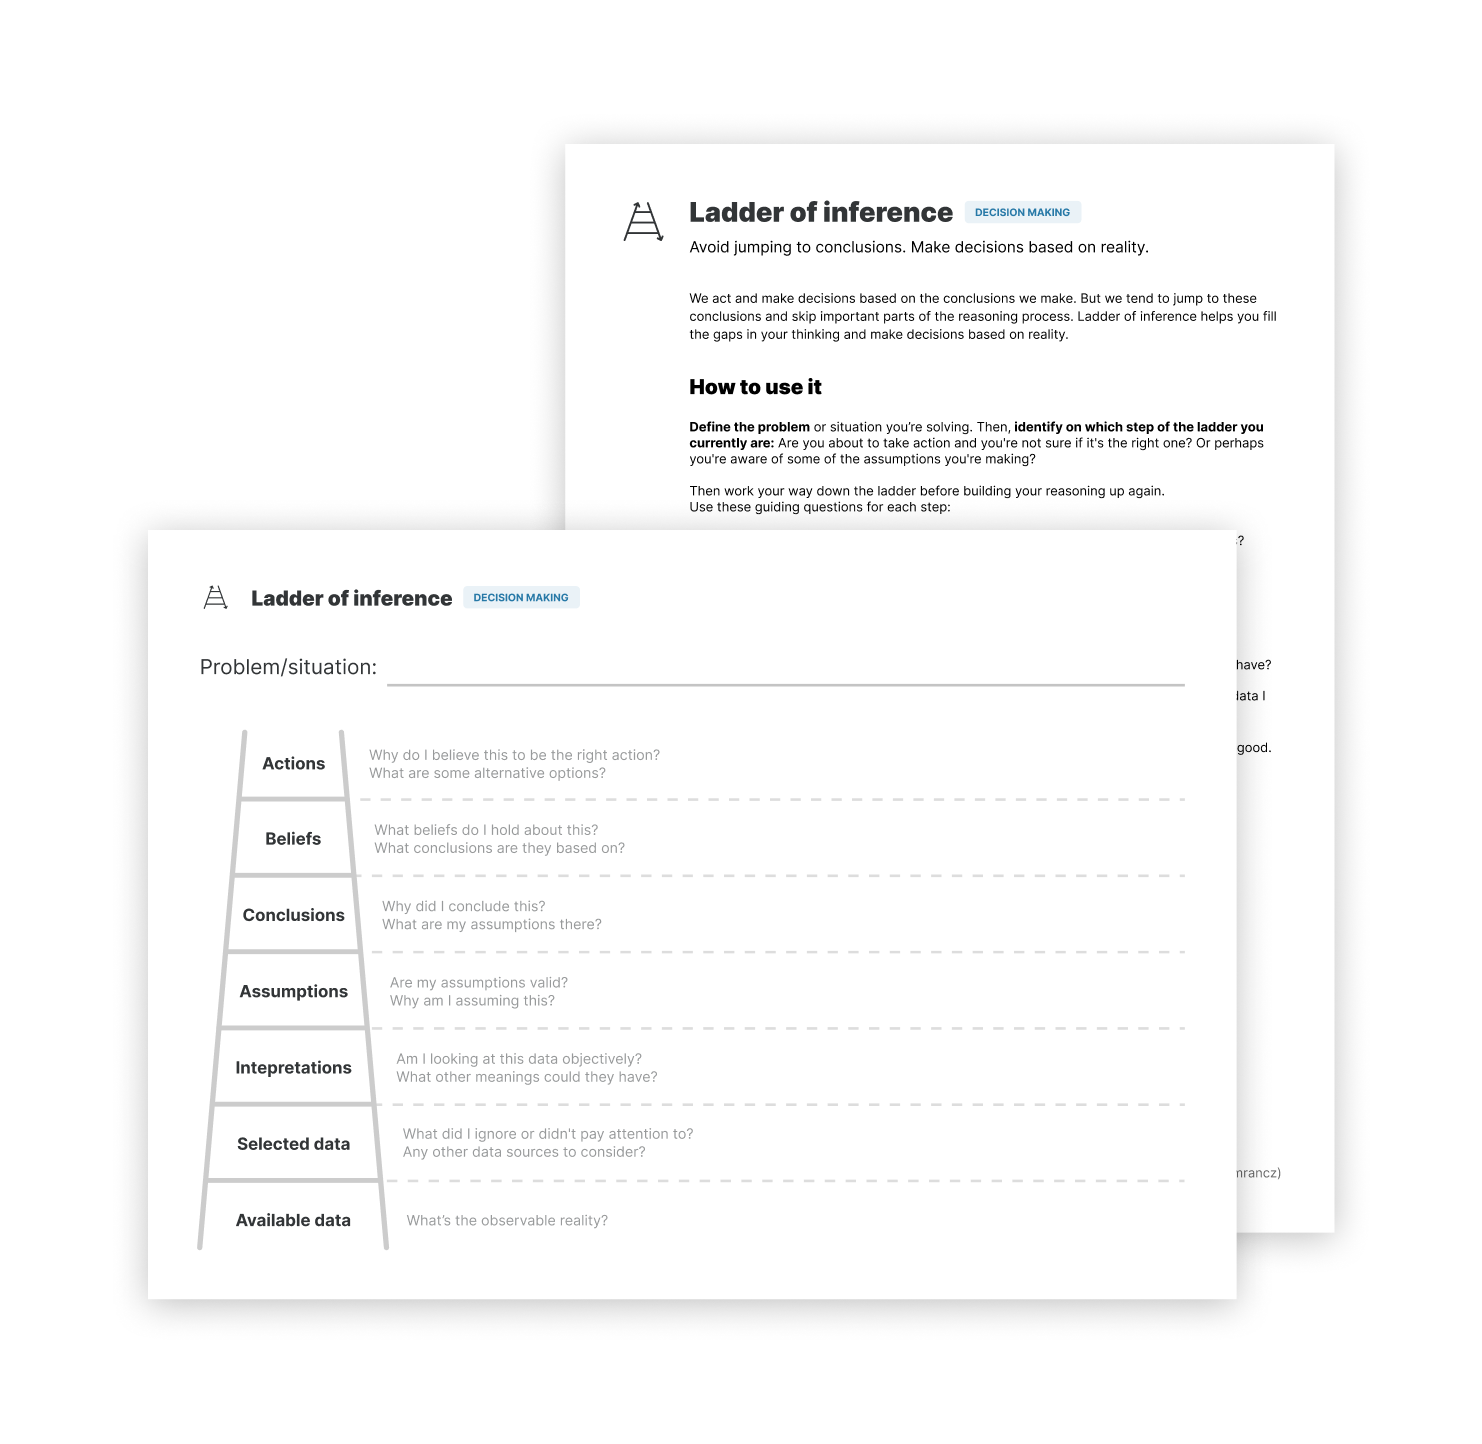 Ladder of inference DECISION MAKING
Avoid jumping to conclusions. Make decisions based on reality.
We act and make decisions based on the conclusions we make. But we tend to jump to these
conclusions and skip important parts of the reasoning process. Ladder of inference helps you fill
the gaps in your thinking and make decisions based on reality.
How to use it
Define the problem or situation you're solving. Then, identify on which step of the ladder you
currently are: Are you about to take action and you're not sure if it's the right one? Or perhaps
you're aware of some of the assumptions you're making?
Then work your way down the ladder before building your reasoning up again.
Use these guiding questions for each step:
?
have?
I
good.
mrancz)
Ladder of inference DECISION MAKING
Problem/situation:
Actions
Why do I believe this to be the right action?
What are some alternative options?
Beliefs
What beliefs do I hold about this?
What conclusions are they based on?
Conclusions
Why did I conclude this?
What are my assumptions there?
Assumptions
Are my assumptions valid?
Why am I assuming this?
Intepretations
Am I looking at this data objectively?
What other meanings could they have?
Selected data
What did I ignore or didn't pay attention to?
Any other data sources to consider?
Available data
What's the observable reality?